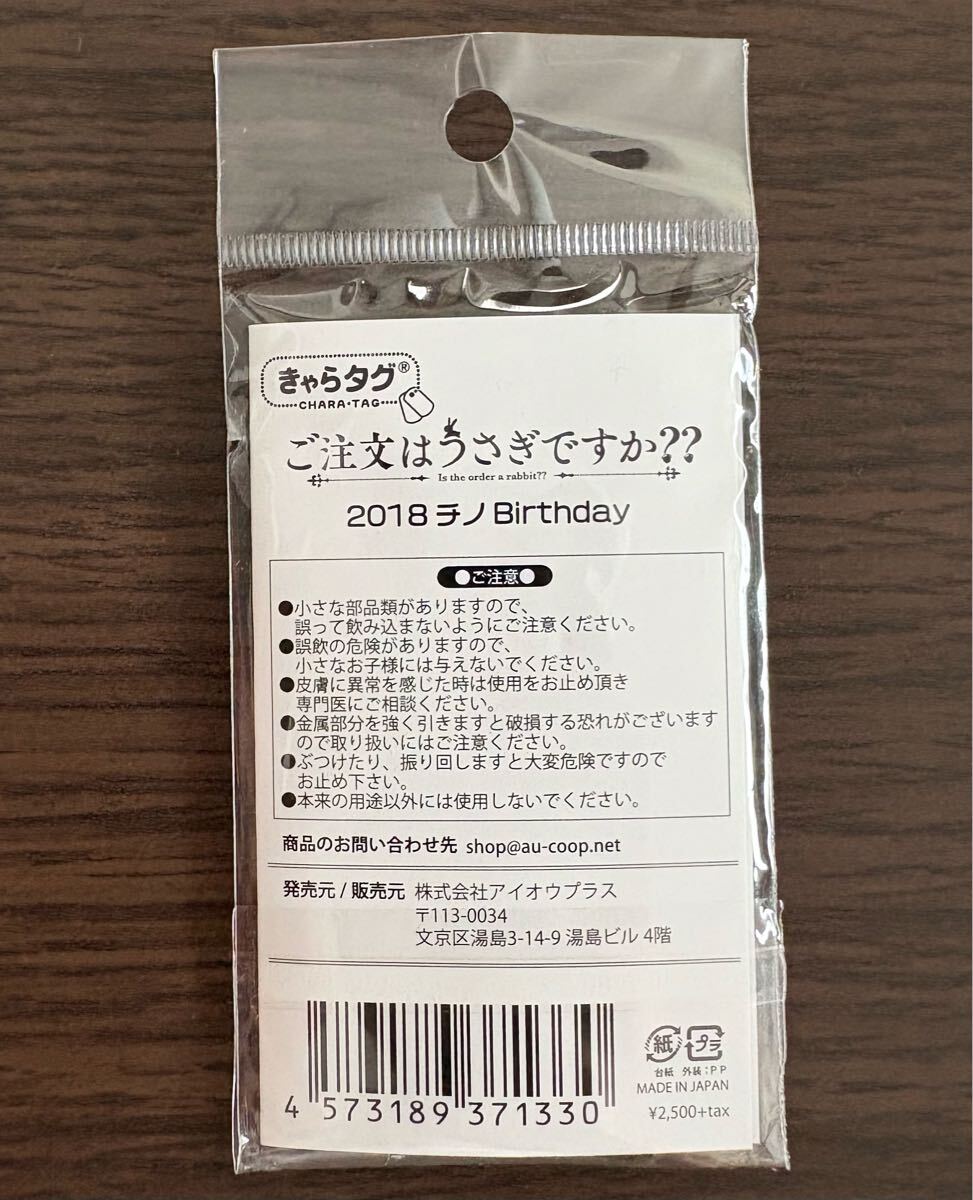 きゃらタグ®
CHARA・TAG
ご注文はうさぎですか??
Is the order a rabbit??
2018 チノ Birthday
●ご注意●
●小さな部品類がありますので、
誤って飲み込まないようにご注意ください。
●誤飲の危険がありますので、
小さなお子様には与えないでください。
●皮膚に異常を感じた時は使用をお止め頂き
専門医にご相談ください。
●金属部分を強く引きますと破損する恐れがございます
ので取り扱いにはご注意ください。
●ぶつけたり、振り回しますと大変危険ですので
お止め下さい。
●本来の用途以外には使用しないでください。
商品のお問い合わせ先 shop@au-coop.net
発売元 / 販売元 株式会社アイオウプラス
〒113-0034
文京区湯島3-14-9 湯島ビル 4階
紙 プラ
台紙 外装:PP
MADE IN JAPAN
¥2,500+tax
4 573189 371330